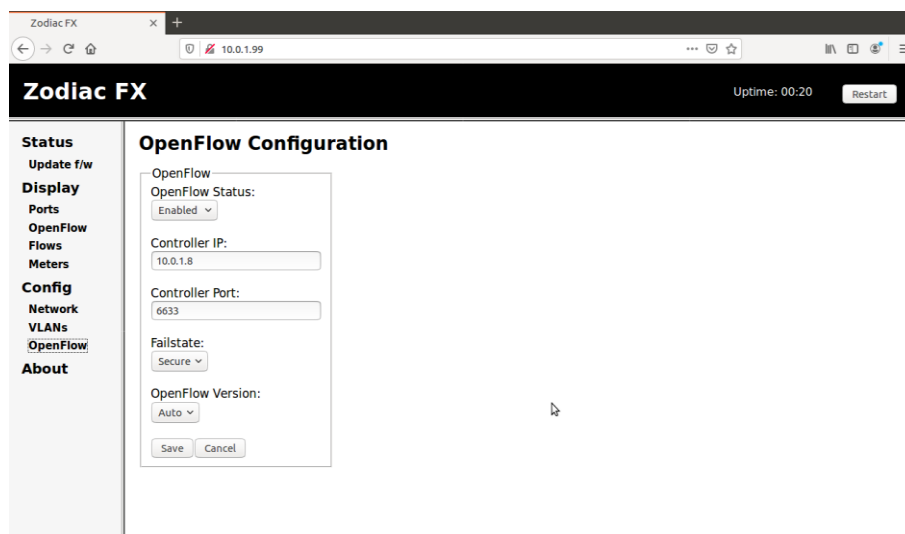 Zodiac FX
10.0.1.99
Zodiac FX
Uptime: 00:20
Restart
Status
Update f/w
Display
Ports
OpenFlow
Flows
Meters
Config
Network
VLANs
OpenFlow
About
OpenFlow Configuration
OpenFlow
OpenFlow Status:
Enabled
Controller IP:
10.0.1.8
Controller Port:
6633
Failstate:
Secure
OpenFlow Version:
Auto
Save Cancel